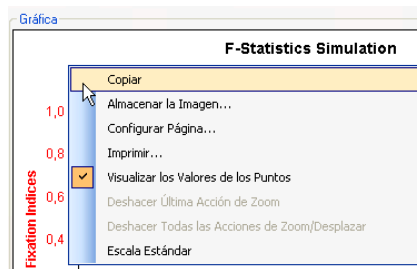 Gráfica
F-Statistics Simulation
Copiar
Almacenar la Imagen...
Configurar Página...
Imprimir...
Visualizar los Valores de los Puntos
Deshacer Última Acción de Zoom
Deshacer Todas las Acciones de Zoom/Desplazar
Escala Estándar
1,0
0,8
0,6
0,4
Fixation Indices